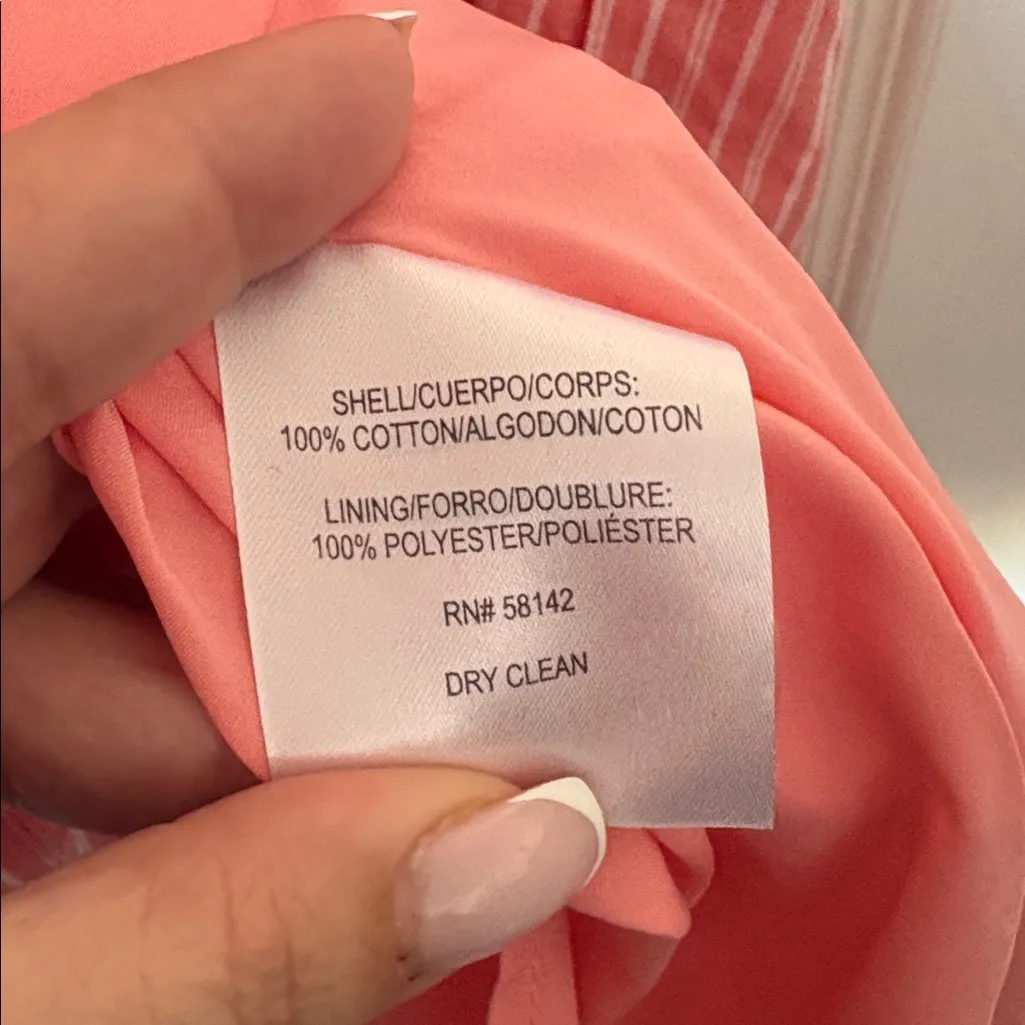 SHELL/CUERPO/CORPS:
100% COTTON/ALGODON/COTON
LINING/FORRO/DOUBLURE:
100% POLYESTER/POLIÉSTER
RN# 58142
DRY CLEAN